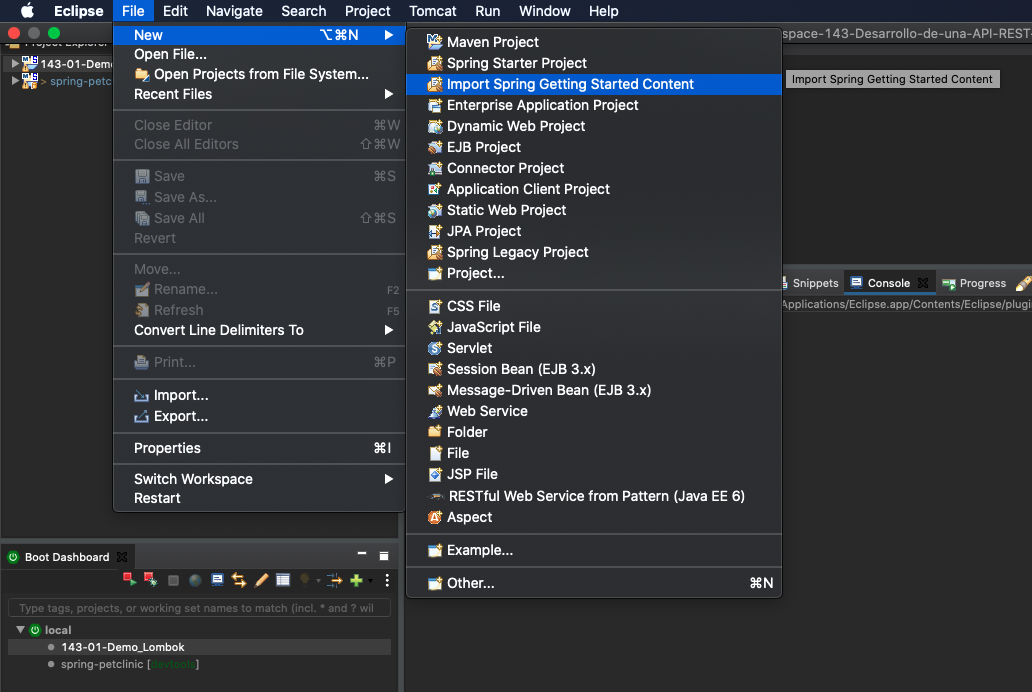 Eclipse File Edit Navigate Search Project Tomcat Run Window Help
space-143-Desarrollo-de-una-API-REST-
Project Explorer
143-01-Demo
> spring-petc
New ⌥⌘N
Open File...
Open Projects from File System...
Recent Files
Close Editor ⌘W
Close All Editors ⇧⌘W
Save ⌘S
Save As...
Save All ⇧⌘S
Revert
Move...
Rename... F2
Refresh F5
Convert Line Delimiters To
Print... ⌘P
Import...
Export...
Properties ⌘I
Switch Workspace
Restart
Maven Project
Spring Starter Project
Import Spring Getting Started Content
Enterprise Application Project
Dynamic Web Project
EJB Project
Connector Project
Application Client Project
Static Web Project
JPA Project
Spring Legacy Project
Project...
CSS File
JavaScript File
Servlet
Session Bean (EJB 3.x)
Message-Driven Bean (EJB 3.x)
Web Service
Folder
File
JSP File
RESTful Web Service from Pattern (Java EE 6)
Aspect
Example...
Other... ⌘N
Import Spring Getting Started Content
Snippets Console Progress
Applications/Eclipse.app/Contents/Eclipse/plugi
Boot Dashboard
Type tags, projects, or working set names to match (incl. * and ? wil
local
143-01-Demo_Lombok
spring-petclinic [devtools]